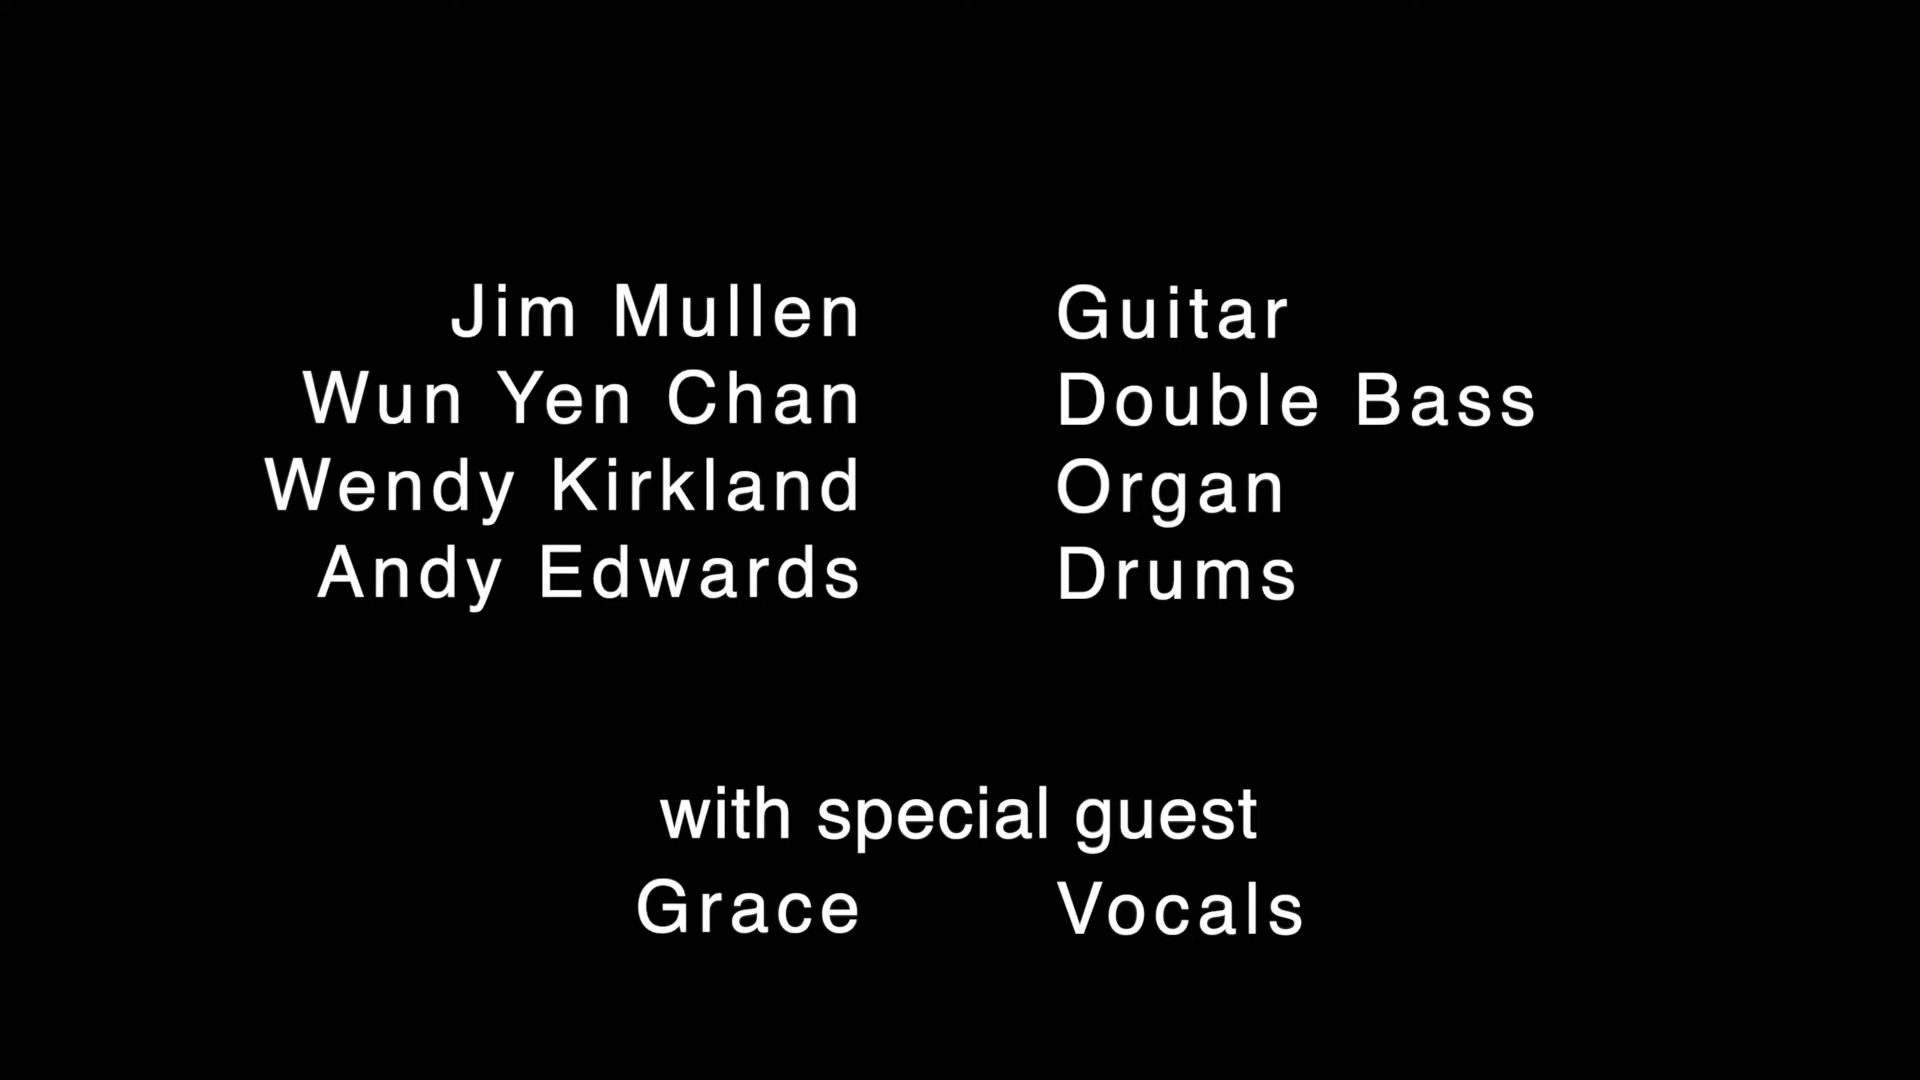 Jim Mullen Guitar
Wun Yen Chan Double Bass
Wendy Kirkland Organ
Andy Edwards Drums
with special guest
Grace Vocals